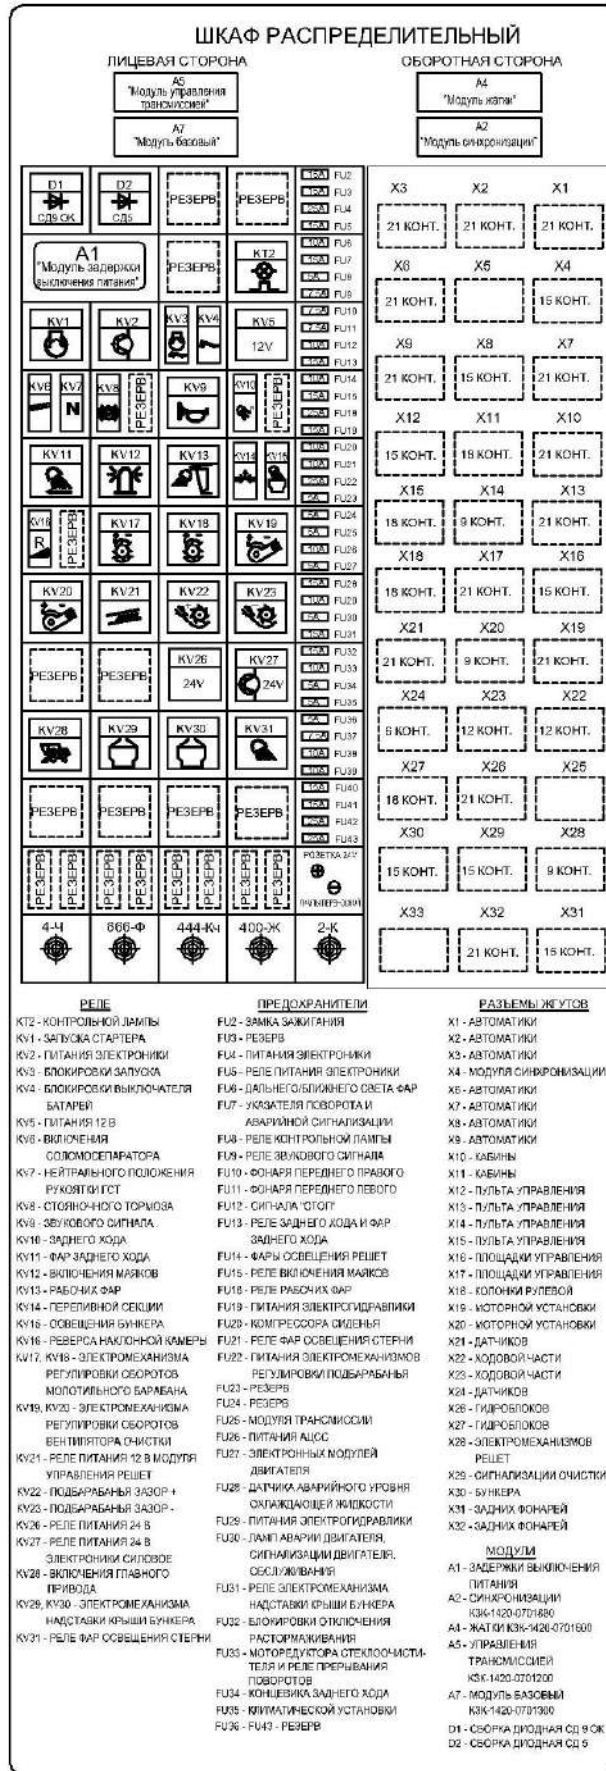 ШКАФ РАСПРЕДЕЛИТЕЛЬНЫЙ
ЛИЦЕВАЯ СТОРОНА
ОБОРОТНАЯ СТОРОНА
A5
"Модуль управления
трансмиссией"
A7
"Модуль базовый"
A4
"Модуль жатки"
A2
"Модуль синхронизации"
D1 D2 РЕЗЕРВ РЕЗЕРВ
СД9 ОК СД5
FU2
FU3
FU4
FU5
A1
"Модуль задержки
выключения питания"
РЕЗЕРВ KT2
FU6
FU7
FU8
FU9
KV1 KV2 KV3 KV4 KV5
12V
FU10
FU11
FU12
FU13
KV6 KV7 KV8 РЕЗЕРВ KV9 KV10 РЕЗЕРВ
N
FU14
FU15
FU18
FU19
KV11 KV12 KV13 KV14 KV15
FU20
FU21
FU22
FU23
KV16 РЕЗЕРВ KV17 KV18 KV19
R
FU24
FU25
FU26
FU27
KV20 KV21 KV22 KV23
FU28
FU29
FU30
FU31
РЕЗЕРВ РЕЗЕРВ KV26 KV27
24V 24V
FU32
FU33
FU34
FU35
KV28 KV29 KV30 KV31
FU36
FU37
FU38
FU39
РЕЗЕРВ РЕЗЕРВ РЕЗЕРВ РЕЗЕРВ
FU40
FU41
FU42
FU43
РЕЗЕРВ РЕЗЕРВ РЕЗЕРВ РЕЗЕРВ РЕЗЕРВ РЕЗЕРВ РЕЗЕРВ РЕЗЕРВ
РОЗЕТКА 24V
4-Ч 666-Ф 444-Кч 400-Ж 2-К
X3 X2 X1
21 КОНТ. 21 КОНТ. 21 КОНТ.
X6 X5 X4
21 КОНТ. 15 КОНТ.
X9 X8 X7
21 КОНТ. 15 КОНТ. 21 КОНТ.
X12 X11 X10
15 КОНТ. 18 КОНТ. 21 КОНТ.
X15 X14 X13
18 КОНТ. 9 КОНТ. 21 КОНТ.
X18 X17 X16
18 КОНТ. 21 КОНТ. 15 КОНТ.
X21 X20 X19
21 КОНТ. 9 КОНТ. 21 КОНТ.
X24 X23 X22
6 КОНТ. 12 КОНТ. 12 КОНТ.
X27 X26 X25
18 КОНТ. 21 КОНТ.
X30 X29 X28
15 КОНТ. 15 КОНТ. 9 КОНТ.
X33 X32 X31
21 КОНТ. 15 КОНТ.
РЕЛЕ
KT2 - КОНТРОЛЬНОЙ ЛАМПЫ
KV1 - ЗАПУСКА СТАРТЕРА
KV2 - ПИТАНИЯ ЭЛЕКТРОНИКИ
KV3 - БЛОКИРОВКИ ЗАПУСКА
KV4 - БЛОКИРОВКИ ВЫКЛЮЧАТЕЛЯ
БАТАРЕЙ
KV5 - ПИТАНИЯ 12 В
KV6 - ВКЛЮЧЕНИЯ
СОЛОМОСЕПАРАТОРА
KV7 - НЕЙТРАЛЬНОГО ПОЛОЖЕНИЯ
РУКОЯТКИ ГСТ
KV8 - СТОЯНОЧНОГО ТОРМОЗА
KV9 - ЗВУКОВОГО СИГНАЛА
KV10 - ЗАДНЕГО ХОДА
KV11 - ФАР ЗАДНЕГО ХОДА
KV12 - ВКЛЮЧЕНИЯ МАЯКОВ
KV13 - РАБОЧИХ ФАР
KV14 - ПЕРЕЛИВНОЙ СЕКЦИИ
KV15 - ОСВЕЩЕНИЯ БУНКЕРА
KV16 - РЕВЕРСА НАКЛОННОЙ КАМЕРЫ
KV17, KV18 - ЭЛЕКТРОМЕХАНИЗМА
РЕГУЛИРОВКИ ОБОРОТОВ
МОЛОТИЛЬНОГО БАРАБАНА
KV19, KV20 - ЭЛЕКТРОМЕХАНИЗМА
РЕГУЛИРОВКИ ОБОРОТОВ
ВЕНТИЛЯТОРА ОЧИСТКИ
KV21 - РЕЛЕ ПИТАНИЯ 12 В МОДУЛЯ
УПРАВЛЕНИЯ РЕШЕТ
KV22 - ПОДБАРАБАНЬЯ ЗАЗОР +
KV23 - ПОДБАРАБАНЬЯ ЗАЗОР -
KV26 - РЕЛЕ ПИТАНИЯ 24 В
KV27 - РЕЛЕ ПИТАНИЯ 24 В
ЭЛЕКТРОНИКИ СИЛОВОЕ
KV28 - ВКЛЮЧЕНИЯ ГЛАВНОГО
ПРИВОДА
KV29, KV30 - ЭЛЕКТРОМЕХАНИЗМА
НАДСТАВКИ КРЫШИ БУНКЕРА
KV31 - РЕЛЕ ФАР ОСВЕЩЕНИЯ СТЕРНИ
ПРЕДОХРАНИТЕЛИ
FU2 - ЗАМКА ЗАЖИГАНИЯ
FU3 - РЕЗЕРВ
FU4 - ПИТАНИЯ ЭЛЕКТРОНИКИ
FU5 - РЕЛЕ ПИТАНИЯ ЭЛЕКТРОНИКИ
FU6 - ДАЛЬНЕГО/БЛИЖНЕГО СВЕТА ФАР
FU7 - УКАЗАТЕЛЯ ПОВОРОТА И
АВАРИЙНОЙ СИГНАЛИЗАЦИИ
FU8 - РЕЛЕ КОНТРОЛЬНОЙ ЛАМПЫ
FU9 - РЕЛЕ ЗВУКОВОГО СИГНАЛА
FU10 - ФОНАРЯ ПЕРЕДНЕГО ПРАВОГО
FU11 - ФОНАРЯ ПЕРЕДНЕГО ЛЕВОГО
FU12 - СИГНАЛА "СТОП"
FU13 - РЕЛЕ ЗАДНЕГО ХОДА И ФАР
ЗАДНЕГО ХОДА
FU14 - ФАРЫ ОСВЕЩЕНИЯ РЕШЕТ
FU15 - РЕЛЕ ВКЛЮЧЕНИЯ МАЯКОВ
FU18 - РЕЛЕ РАБОЧИХ ФАР
FU19 - ПИТАНИЯ ЭЛЕКТРОГИДРАВЛИКИ
FU20 - КОМПРЕССОРА СИДЕНЬЯ
FU21 - РЕЛЕ ФАР ОСВЕЩЕНИЯ СТЕРНИ
FU22 - ПИТАНИЯ ЭЛЕКТРОМЕХАНИЗМОВ
РЕГУЛИРОВКИ ПОДБАРАБАНЬЯ
FU23 - РЕЗЕРВ
FU24 - РЕЗЕРВ
FU25 - МОДУЛЯ ТРАНСМИССИИ
FU26 - ПИТАНИЯ АЦСС
FU27 - ЭЛЕКТРОННЫХ МОДУЛЕЙ
ДВИГАТЕЛЯ
FU28 - ДАТЧИКА АВАРИЙНОГО УРОВНЯ
ОХЛАЖДАЮЩЕЙ ЖИДКОСТИ
FU29 - ПИТАНИЯ ЭЛЕКТРОГИДРАВЛИКИ
FU30 - ЛАМП АВАРИИ ДВИГАТЕЛЯ,
СИГНАЛИЗАЦИИ ДВИГАТЕЛЯ,
ОБСЛУЖИВАНИЯ
FU31 - РЕЛЕ ЭЛЕКТРОМЕХАНИЗМА
НАДСТАВКИ КРЫШИ БУНКЕРА
FU32 - БЛОКИРОВКИ ОТКЛЮЧЕНИЯ
РАСТОРМАЖИВАНИЯ
FU33 - МОТОРЕДУКТОРА СТЕКЛООЧИСТИ-
ТЕЛЯ И РЕЛЕ ПРЕРЫВАНИЯ
ПОВОРОТОВ
FU34 - КОНЦЕВИКА ЗАДНЕГО ХОДА
FU35 - КЛИМАТИЧЕСКОЙ УСТАНОВКИ
FU36 - FU43 - РЕЗЕРВ
РАЗЪЕМЫ ЖГУТОВ
X1 - АВТОМАТИКИ
X2 - АВТОМАТИКИ
X3 - АВТОМАТИКИ
X4 - МОДУЛЯ СИНХРОНИЗАЦИИ
X6 - АВТОМАТИКИ
X7 - АВТОМАТИКИ
X8 - АВТОМАТИКИ
X9 - АВТОМАТИКИ
X10 - КАБИНЫ
X11 - КАБИНЫ
X12 - ПУЛЬТА УПРАВЛЕНИЯ
X13 - ПУЛЬТА УПРАВЛЕНИЯ
X14 - ПУЛЬТА УПРАВЛЕНИЯ
X15 - ПУЛЬТА УПРАВЛЕНИЯ
X16 - ПЛОЩАДКИ УПРАВЛЕНИЯ
X17 - ПЛОЩАДКИ УПРАВЛЕНИЯ
X18 - КОЛОНКИ РУЛЕВОЙ
X19 - МОТОРНОЙ УСТАНОВКИ
X20 - МОТОРНОЙ УСТАНОВКИ
X21 - ДАТЧИКОВ
X22 - ХОДОВОЙ ЧАСТИ
X23 - ХОДОВОЙ ЧАСТИ
X24 - ДАТЧИКОВ
X26 - ГИДРОБЛОКОВ
X27 - ГИДРОБЛОКОВ
X28 - ЭЛЕКТРОМЕХАНИЗМОВ
РЕШЕТ
X29 - СИГНАЛИЗАЦИИ ОЧИСТКИ
X30 - БУНКЕРА
X31 - ЗАДНИХ ФОНАРЕЙ
X32 - ЗАДНИХ ФОНАРЕЙ
МОДУЛИ
A1 - ЗАДЕРЖКИ ВЫКЛЮЧЕНИЯ
ПИТАНИЯ
A2 - СИНХРОНИЗАЦИИ
A4 - ЖАТКИ
A5 - УПРАВЛЕНИЯ
ТРАНСМИССИЕЙ
КЗК-1420-0701200
A7 - МОДУЛЬ БАЗОВЫЙ
КЗК-1420-0701300
D1 - СБОРКА ДИОДНАЯ СД 9 ОК
D2 - СБОРКА ДИОДНАЯ СД 5